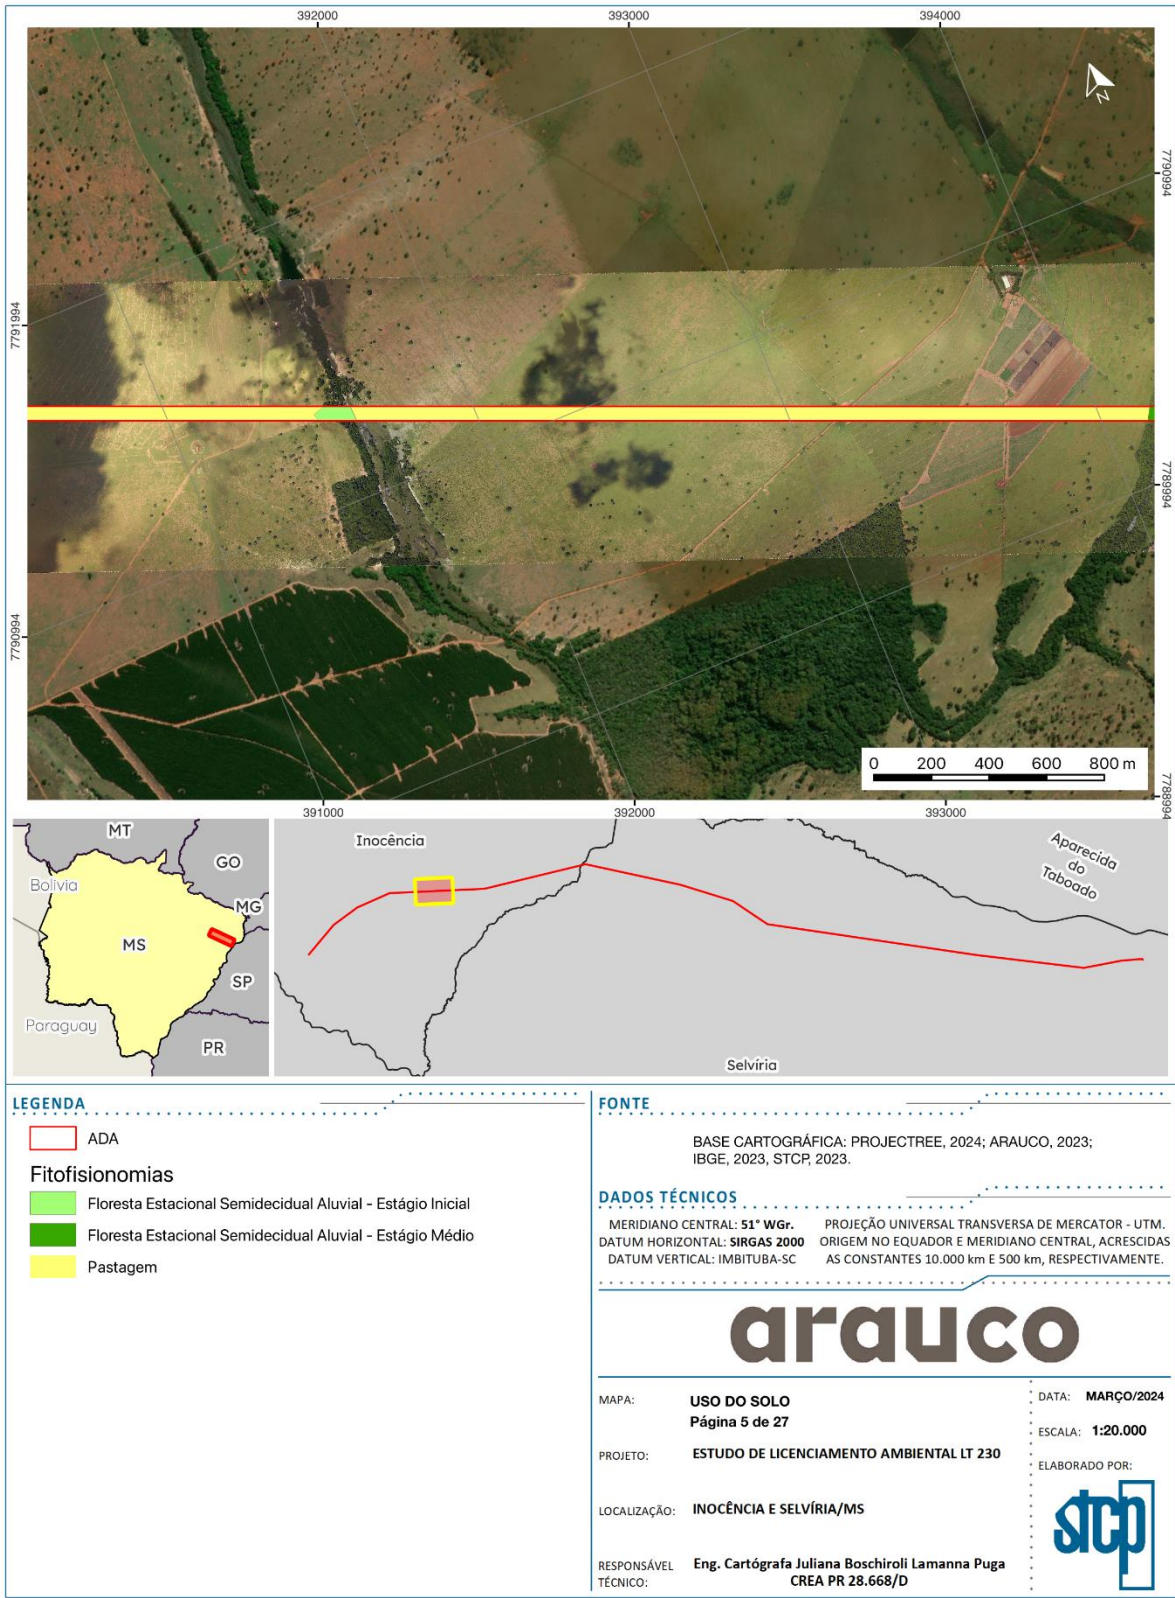 392000
393000
394000
N
7790994
7791994
7789994
7790994
0 200 400 600 800 m
7788994
391000
392000
393000
MT
GO
Bolivia
MG
MS
SP
Paraguay
PR
Inocência
Aparecida
do
Taboado
Selvíria
LEGENDA
ADA
Fitofisionomias
Floresta Estacional Semidecidual Aluvial - Estágio Inicial
Floresta Estacional Semidecidual Aluvial - Estágio Médio
Pastagem
FONTE
BASE CARTOGRÁFICA: PROJECTREE, 2024; ARAUCO, 2023;
IBGE, 2023, STCP, 2023.
DADOS TÉCNICOS
MERIDIANO CENTRAL: 51° WGr.
DATUM HORIZONTAL: SIRGAS 2000
DATUM VERTICAL: IMBITUBA-SC
PROJEÇÃO UNIVERSAL TRANSVERSA DE MERCATOR - UTM.
ORIGEM NO EQUADOR E MERIDIANO CENTRAL, ACRESCIDAS
AS CONSTANTES 10.000 km E 500 km, RESPECTIVAMENTE.
arauco
MAPA: USO DO SOLO
Página 5 de 27
PROJETO: ESTUDO DE LICENCIAMENTO AMBIENTAL LT 230
LOCALIZAÇÃO: INOCÊNCIA E SELVÍRIA/MS
RESPONSÁVEL
TÉCNICO:
Eng. Cartógrafa Juliana Boschiroli Lamanna Puga
CREA PR 28.668/D
DATA: MARÇO/2024
ESCALA: 1:20.000
ELABORADO POR:
stcp